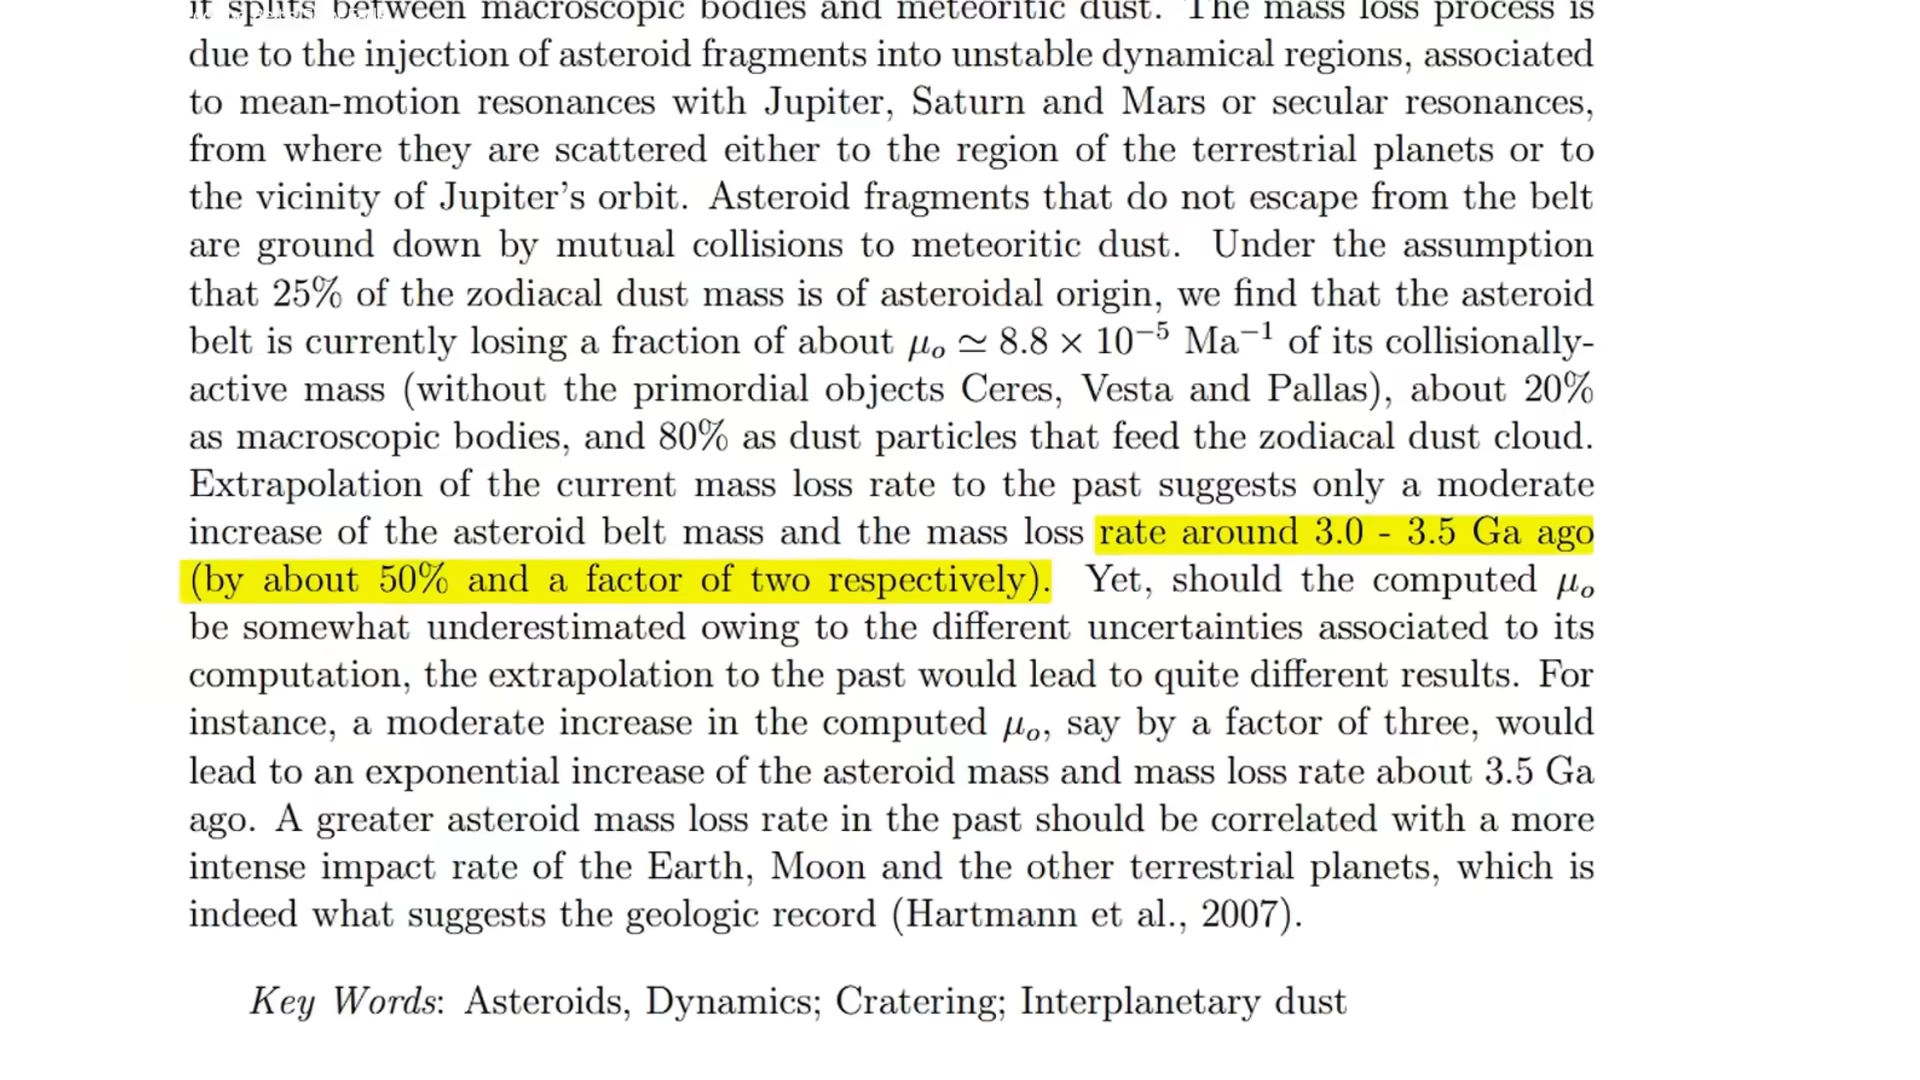 it splits between macroscopic bodies and meteoritic dust. The mass loss process is
due to the injection of asteroid fragments into unstable dynamical regions, associated
to mean-motion resonances with Jupiter, Saturn and Mars or secular resonances,
from where they are scattered either to the region of the terrestrial planets or to
the vicinity of Jupiter's orbit. Asteroid fragments that do not escape from the belt
are ground down by mutual collisions to meteoritic dust. Under the assumption
that 25% of the zodiacal dust mass is of asteroidal origin, we find that the asteroid
belt is currently losing a fraction of about μₒ ≃ 8.8 × 10⁻⁵ Ma⁻¹ of its collisionally-
active mass (without the primordial objects Ceres, Vesta and Pallas), about 20%
as macroscopic bodies, and 80% as dust particles that feed the zodiacal dust cloud.
Extrapolation of the current mass loss rate to the past suggests only a moderate
increase of the asteroid belt mass and the mass loss rate around 3.0 - 3.5 Ga ago
(by about 50% and a factor of two respectively). Yet, should the computed μₒ
be somewhat underestimated owing to the different uncertainties associated to its
computation, the extrapolation to the past would lead to quite different results. For
instance, a moderate increase in the computed μₒ, say by a factor of three, would
lead to an exponential increase of the asteroid mass and mass loss rate about 3.5 Ga
ago. A greater asteroid mass loss rate in the past should be correlated with a more
intense impact rate of the Earth, Moon and the other terrestrial planets, which is
indeed what suggests the geologic record (Hartmann et al., 2007).
Key Words: Asteroids, Dynamics; Cratering; Interplanetary dust